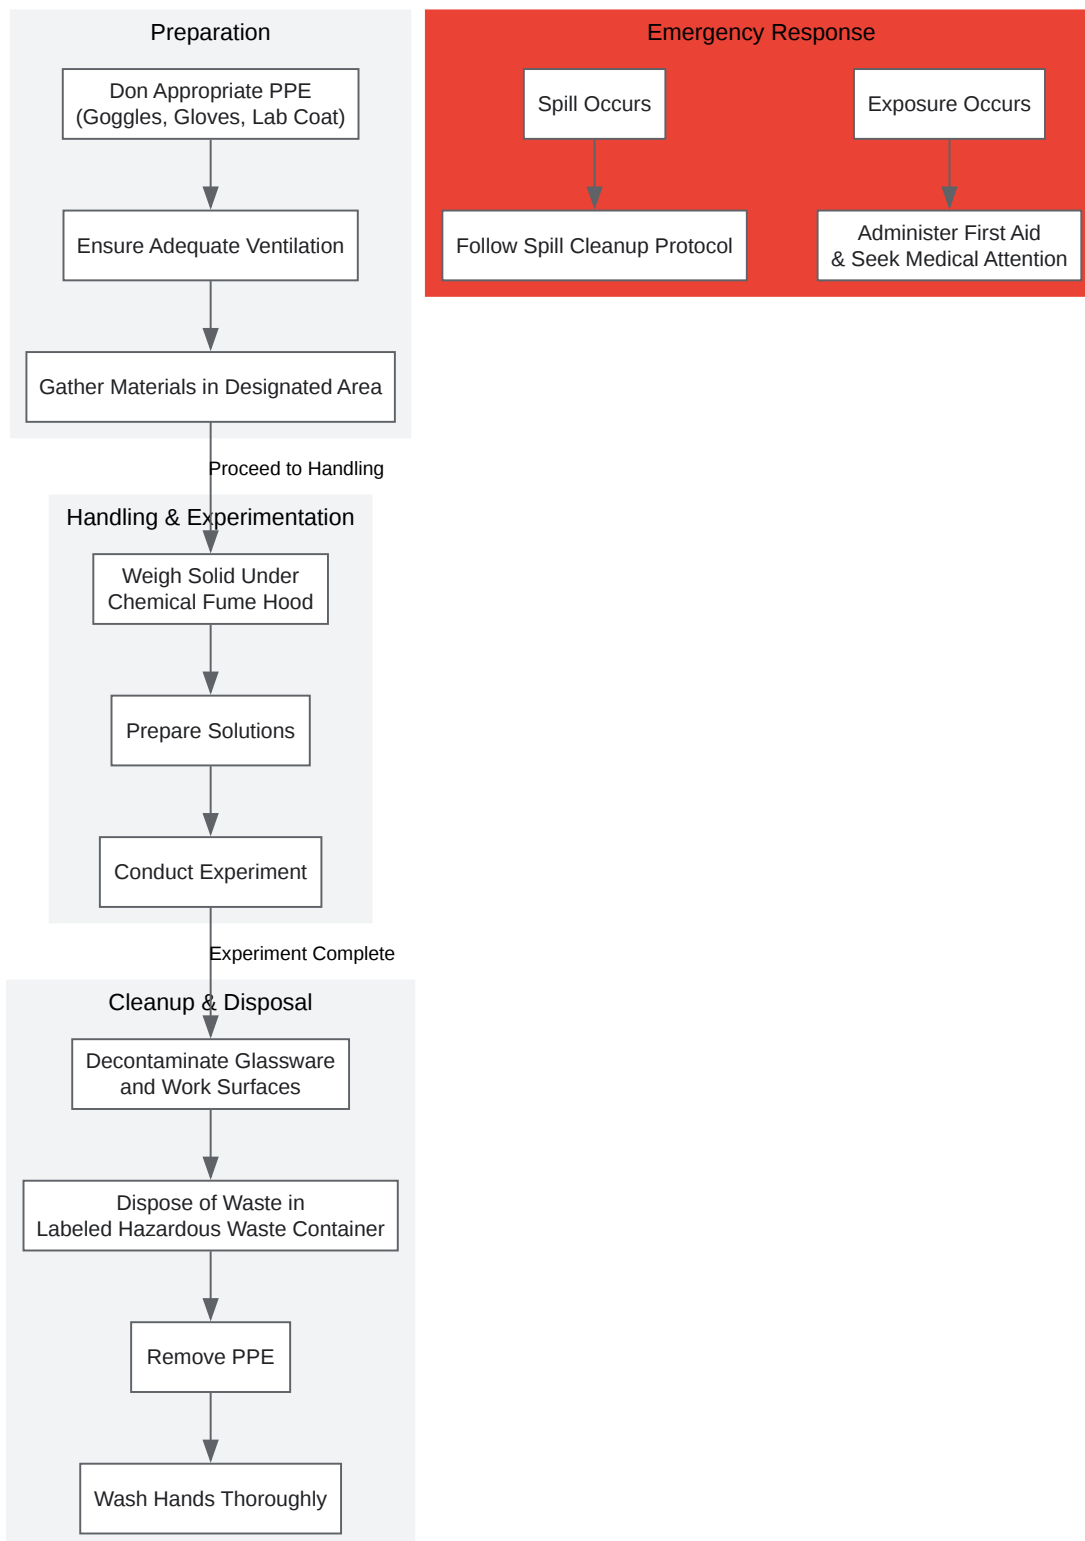 Preparation
Don Appropriate PPE
(Goggles, Gloves, Lab Coat)
Ensure Adequate Ventilation
Gather Materials in Designated Area
Proceed to Handling
Handling & Experimentation
Weigh Solid Under
Chemical Fume Hood
Prepare Solutions
Conduct Experiment
Experiment Complete
Cleanup & Disposal
Decontaminate Glassware
and Work Surfaces
Dispose of Waste in
Labeled Hazardous Waste Container
Remove PPE
Wash Hands Thoroughly
Emergency Response
Spill Occurs
Follow Spill Cleanup Protocol
Exposure Occurs
Administer First Aid
& Seek Medical Attention